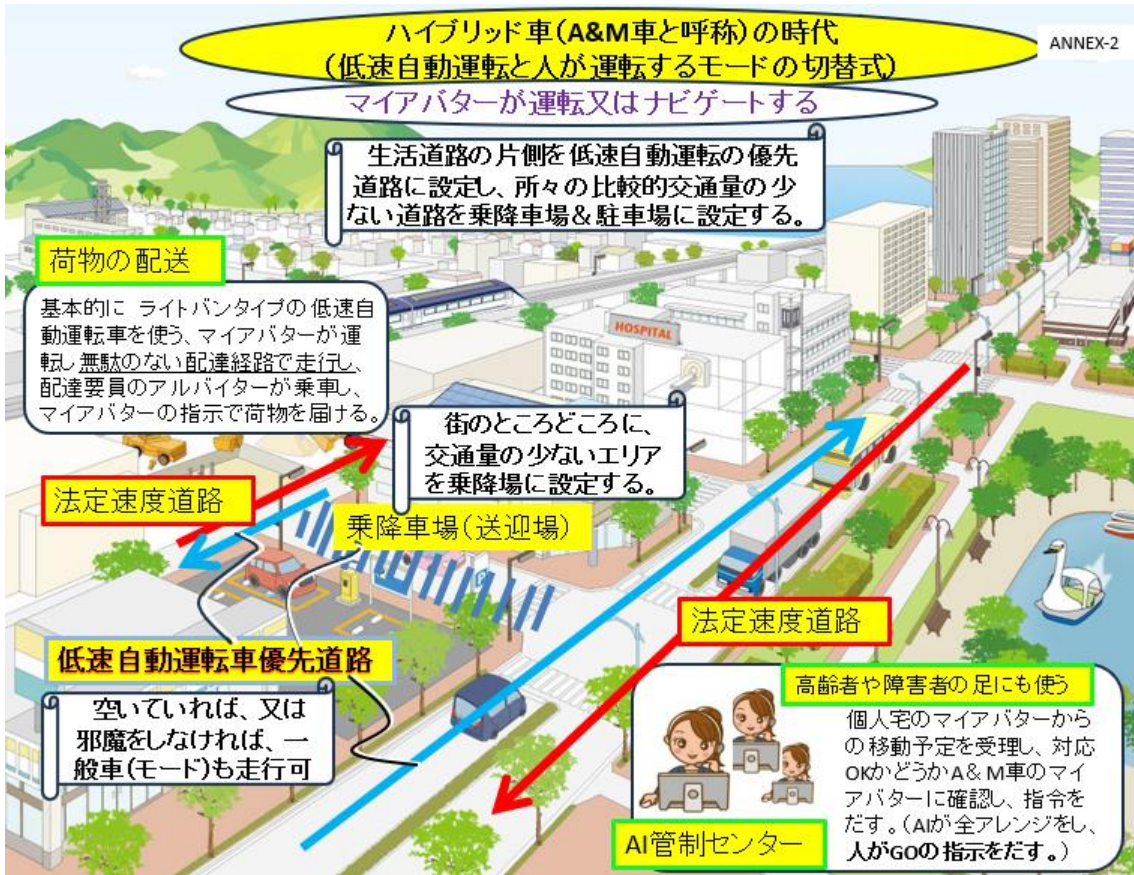 ハイブリッド車(A&M車と呼称)の時代
(低速自動運転と人が運転するモードの切替式)
ANNEX-2
マイアバターが運転又はナビゲートする
生活道路の片側を低速自動運転の優先
道路に設定し、所々の比較的交通量の少
ない道路を乗降車場&駐車場に設定する。
荷物の配送
基本的に ライトバンタイプの低速自
動運転車を使う、マイアバターが運
転し無駄のない配達経路で走行し、
配達要員のアルバイターが乗車し、
マイアバターの指示で荷物を届ける。
HOSPITAL
街のところどころに、
交通量の少ないエリア
を乗降場に設定する。
法定速度道路
乗降車場(送迎場)
法定速度道路
低速自動運転車優先道路
空いていれば、又は
邪魔をしなければ、一
般車(モード)も走行可
高齢者や障害者の足にも使う
個人宅のマイアバターから
の移動予定を受理し、対応
OKかどうかA&M車のマイ
アバターに確認し、指令を
だす。(AIが全アレンジをし、
人がGOの指示をだす。)
AI管制センター